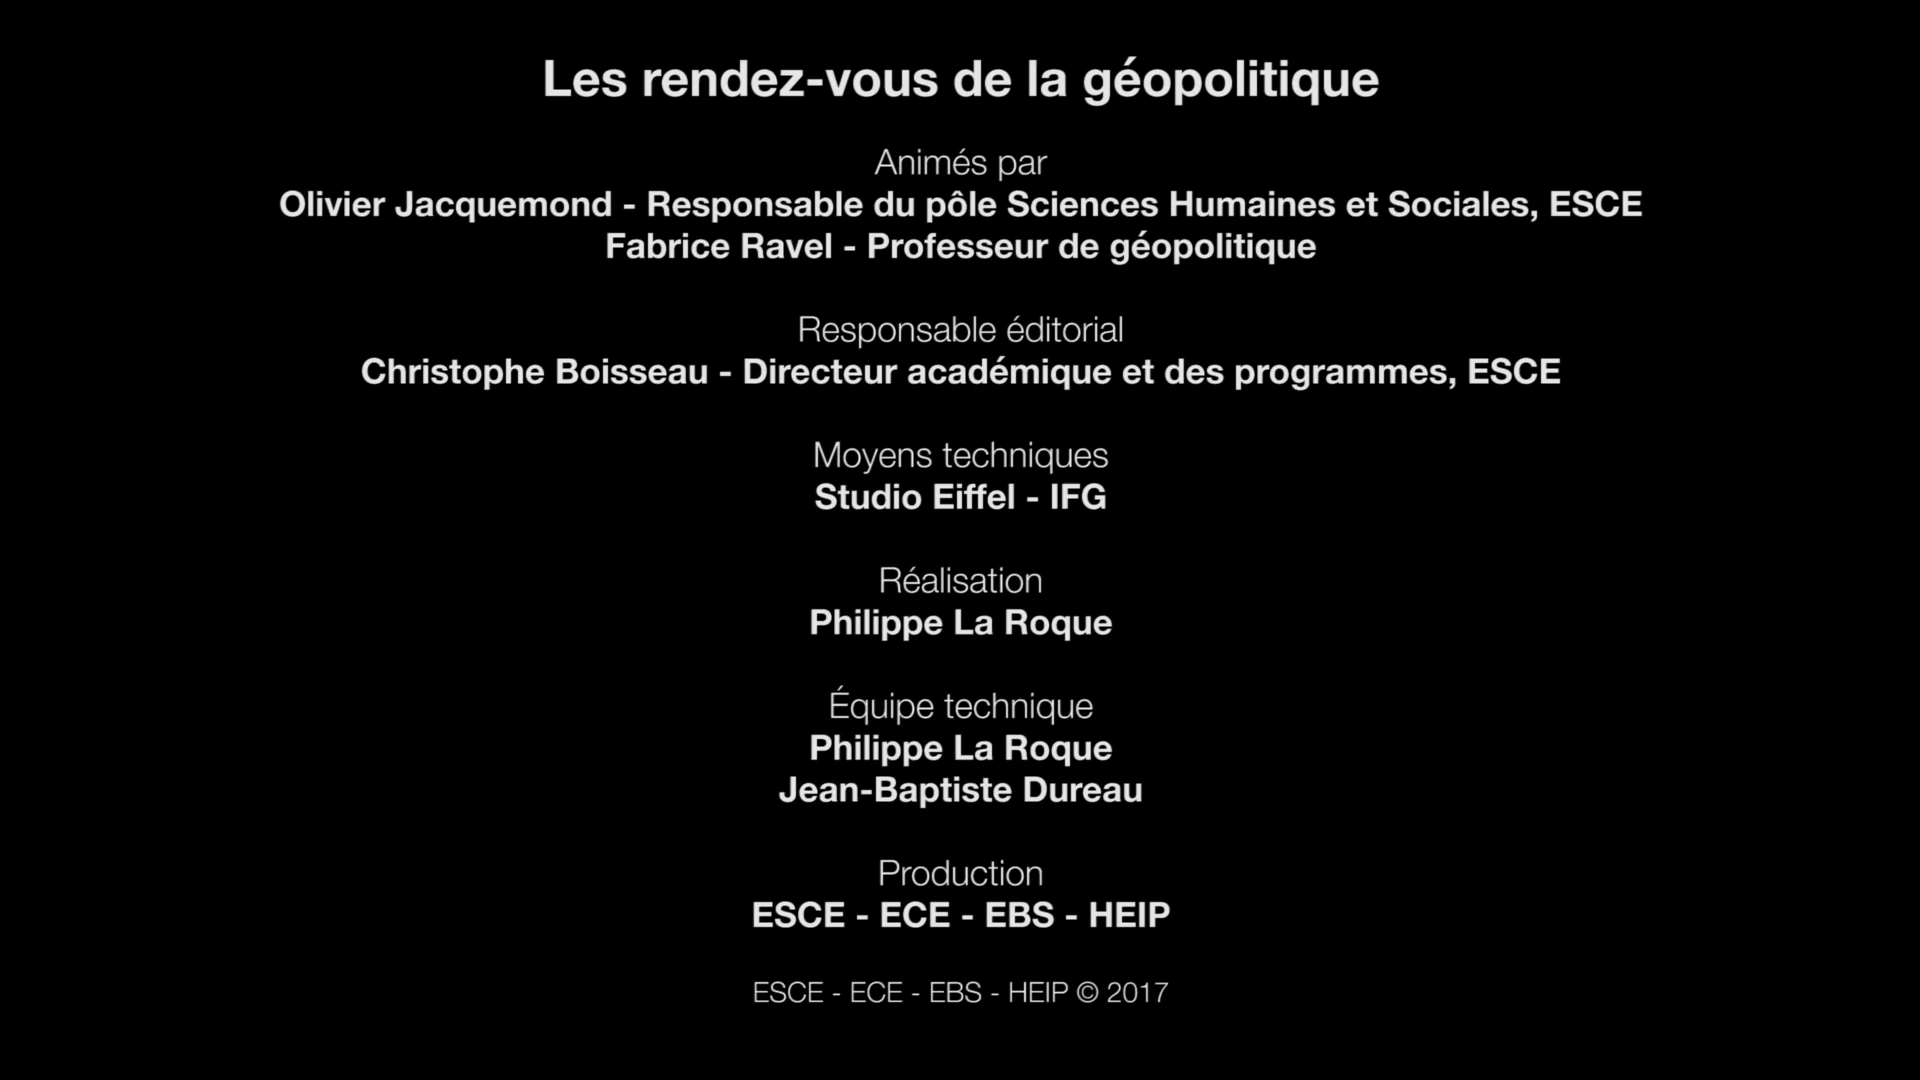 Les rendez-vous de la géopolitique
Animés par
Olivier Jacquemond - Responsable du pôle Sciences Humaines et Sociales, ESCE
Fabrice Ravel - Professeur de géopolitique
Responsable éditorial
Christophe Boisseau - Directeur académique et des programmes, ESCE
Moyens techniques
Studio Eiffel - IFG
Réalisation
Philippe La Roque
Équipe technique
Philippe La Roque
Jean-Baptiste Dureau
Production
ESCE - ECE - EBS - HEIP
ESCE - ECE - EBS - HEIP © 2017